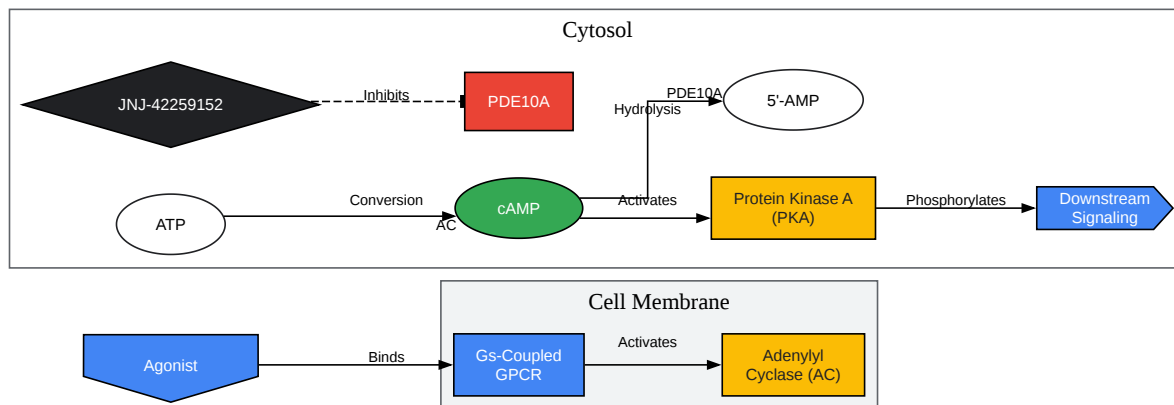 Cytosol
JNJ-42259152
Inhibits
PDE10A
PDE10A
Hydrolysis
5'-AMP
ATP
Conversion
AC
cAMP
Activates
Protein Kinase A
(PKA)
Phosphorylates
Downstream
Signaling
Cell Membrane
Agonist
Binds
Gs-Coupled
GPCR
Activates
Adenylyl
Cyclase (AC)